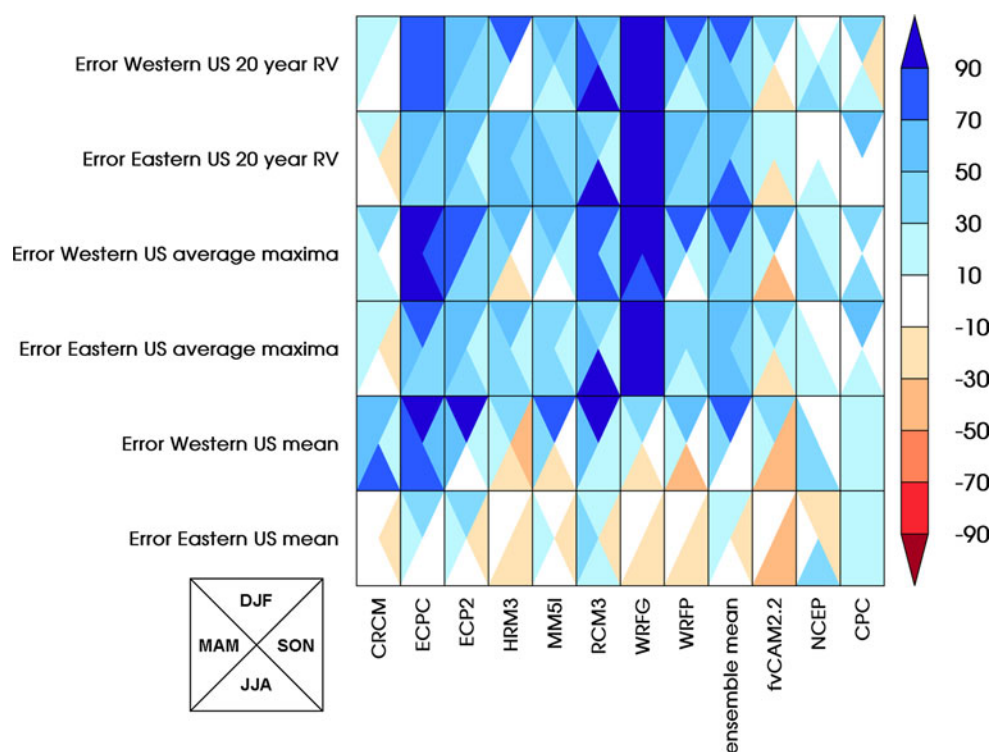 Error Western US 20 year RV
Error Eastern US 20 year RV
Error Western US average maxima
Error Eastern US average maxima
Error Western US mean
Error Eastern US mean
90
70
50
30
10
-10
-30
-50
-70
-90
DJF
MAM SON
JJA
CRCM
ECPC
ECP2
HRM3
MM5I
RCM3
WRFG
WRFP
ensemble mean
fvCAM2.2
NCEP
CPC